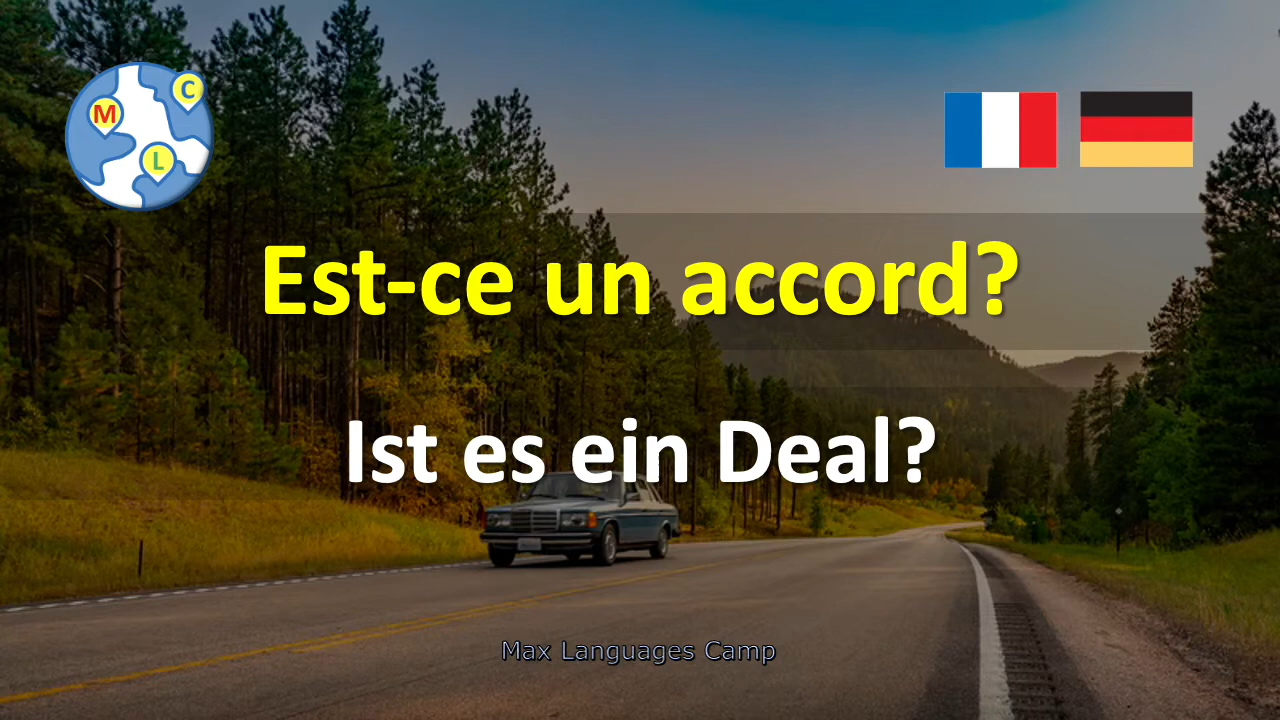 M
C
L
Est-ce un accord?
Ist es ein Deal?
Max Languages Camp